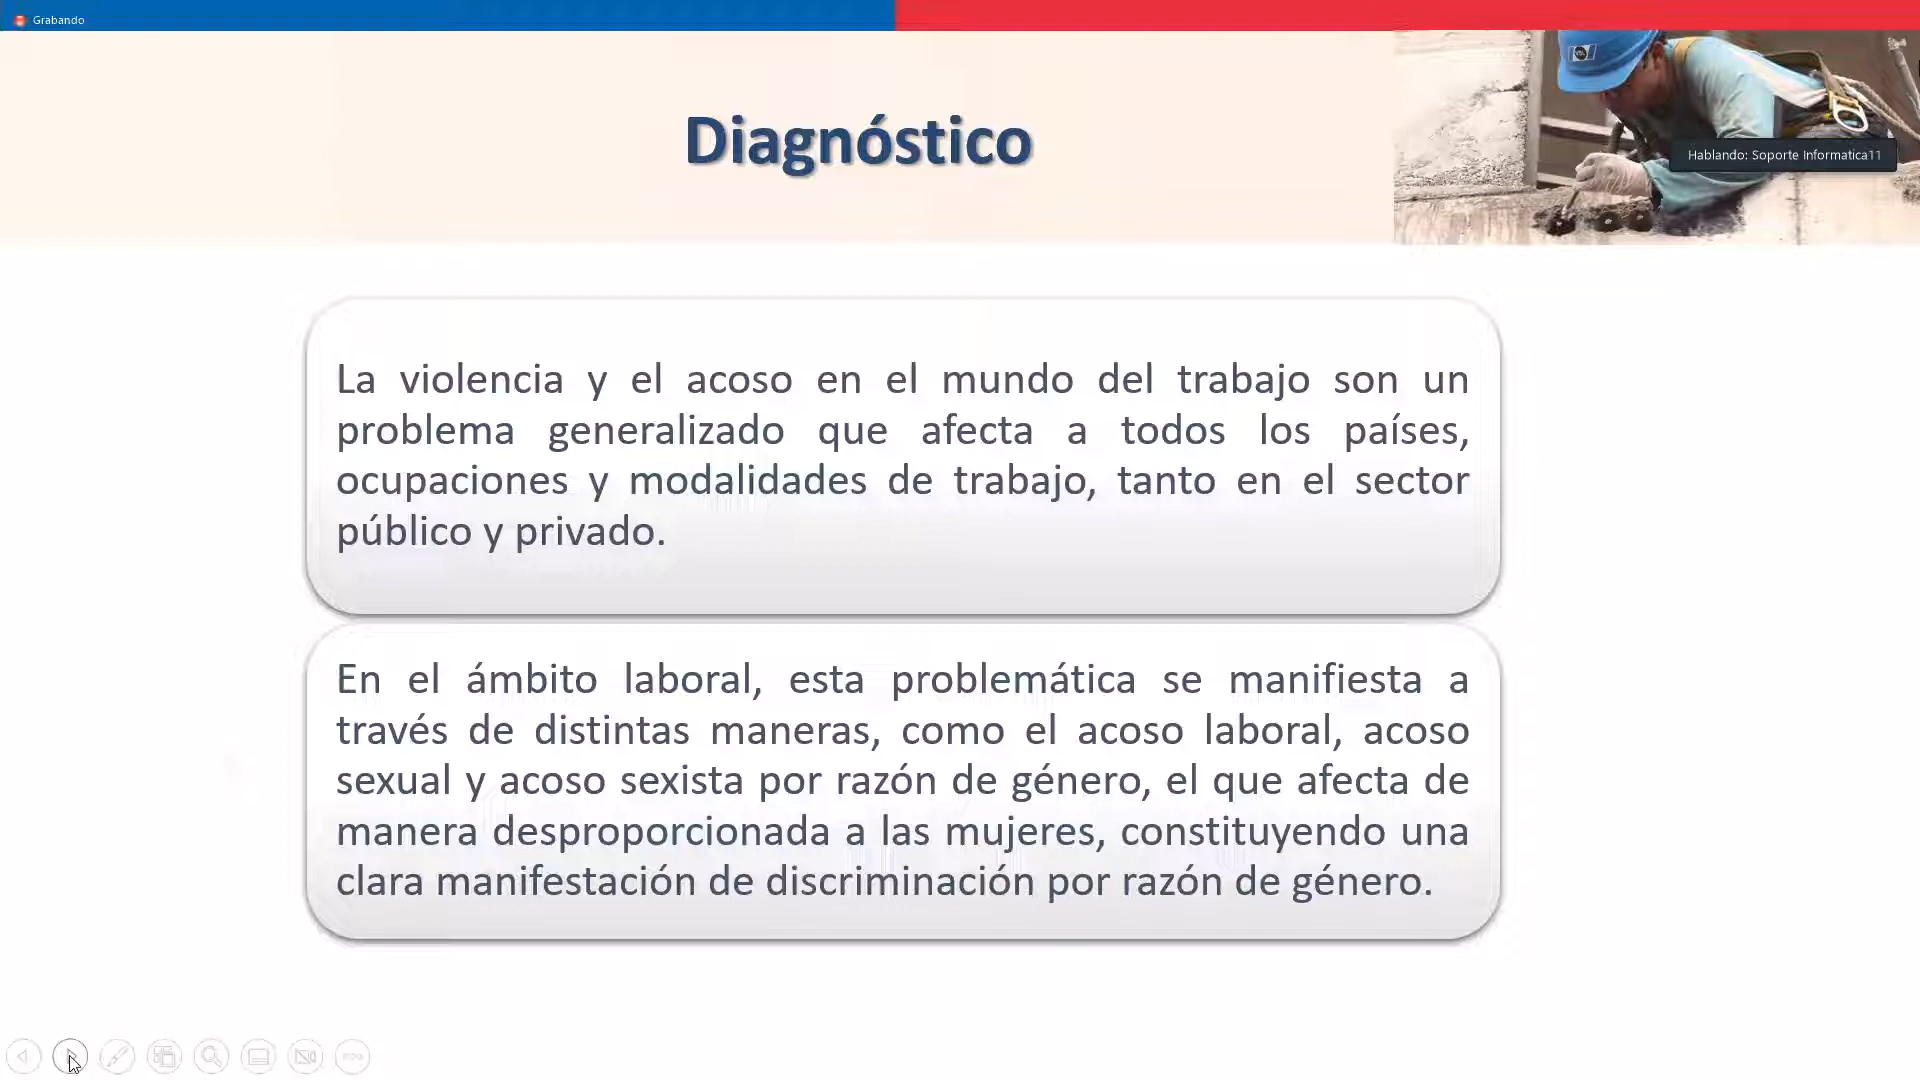 Grabando
Diagnóstico
Hablando: Soporte Informatica11
La violencia y el acoso en el mundo del trabajo son un
problema generalizado que afecta a todos los países,
ocupaciones y modalidades de trabajo, tanto en el sector
público y privado.
En el ámbito laboral, esta problemática se manifiesta a
través de distintas maneras, como el acoso laboral, acoso
sexual y acoso sexista por razón de género, el que afecta de
manera desproporcionada a las mujeres, constituyendo una
clara manifestación de discriminación por razón de género.